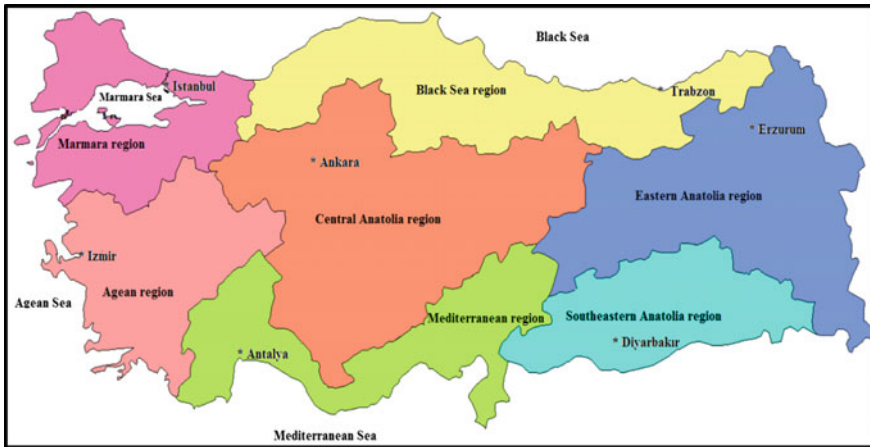 Black Sea
* Istanbul
Marmara Sea
Black Sea region
* Trabzon
* Erzurum
Marmara region
* Ankara
Eastern Anatolia region
Central Anatolia region
* Izmir
Agean region
Agean Sea
Mediterranean region
Southeastern Anatolia region
* Diyarbakır
* Antalya
Mediterranean Sea